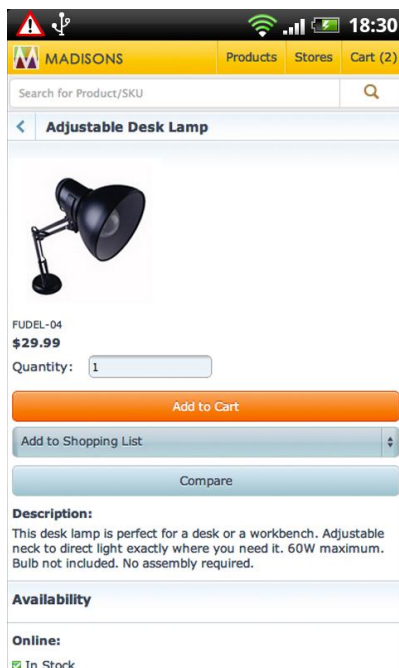 18:30
MADISONS Products Stores Cart (2)
Search for Product/SKU
Adjustable Desk Lamp
FUDEL-04
$29.99
Quantity: 1
Add to Cart
Add to Shopping List
Compare
Description:
This desk lamp is perfect for a desk or a workbench. Adjustable
neck to direct light exactly where you need it. 60W maximum.
Bulb not included. No assembly required.
Availability
Online:
In Stock